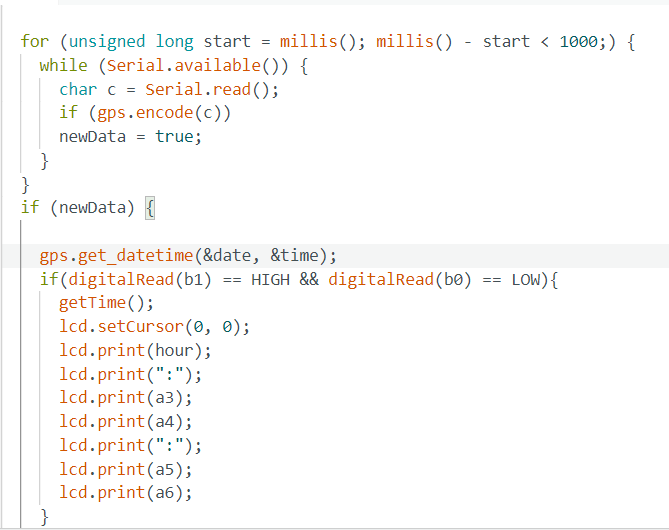 for (unsigned long start = millis(); millis() - start < 1000;) {
while (Serial.available()) {
char c = Serial.read();
if (gps.encode(c))
newData = true;
}
}
if (newData) {
gps.get_datetime(&date, &time);
if(digitalRead(b1) == HIGH && digitalRead(b0) == LOW){
getTime();
lcd.setCursor(0, 0);
lcd.print(hour);
lcd.print(":");
lcd.print(a3);
lcd.print(a4);
lcd.print(":");
lcd.print(a5);
lcd.print(a6);
}